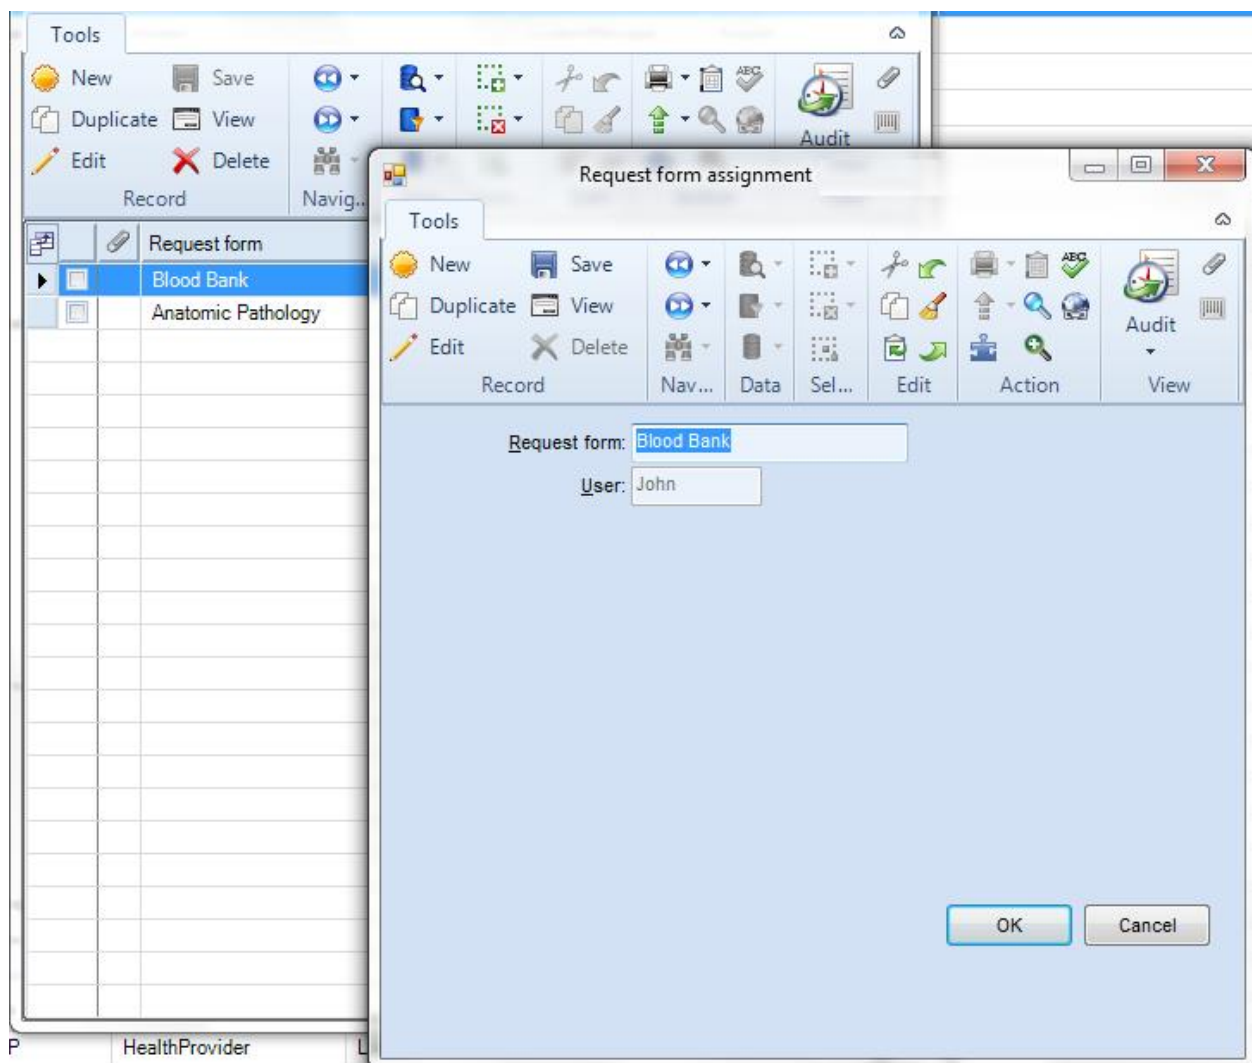 Tools
New Save
Duplicate View
Edit Delete
Audit
Record Navig..
Request form
Blood Bank
Anatomic Pathology
P HealthProvider L
Request form assignment
Tools
New Save
Duplicate View
Edit Delete
ABC
Audit
Record Nav... Data Sel... Edit Action View
Request form: Blood Bank
User: John
OK Cancel